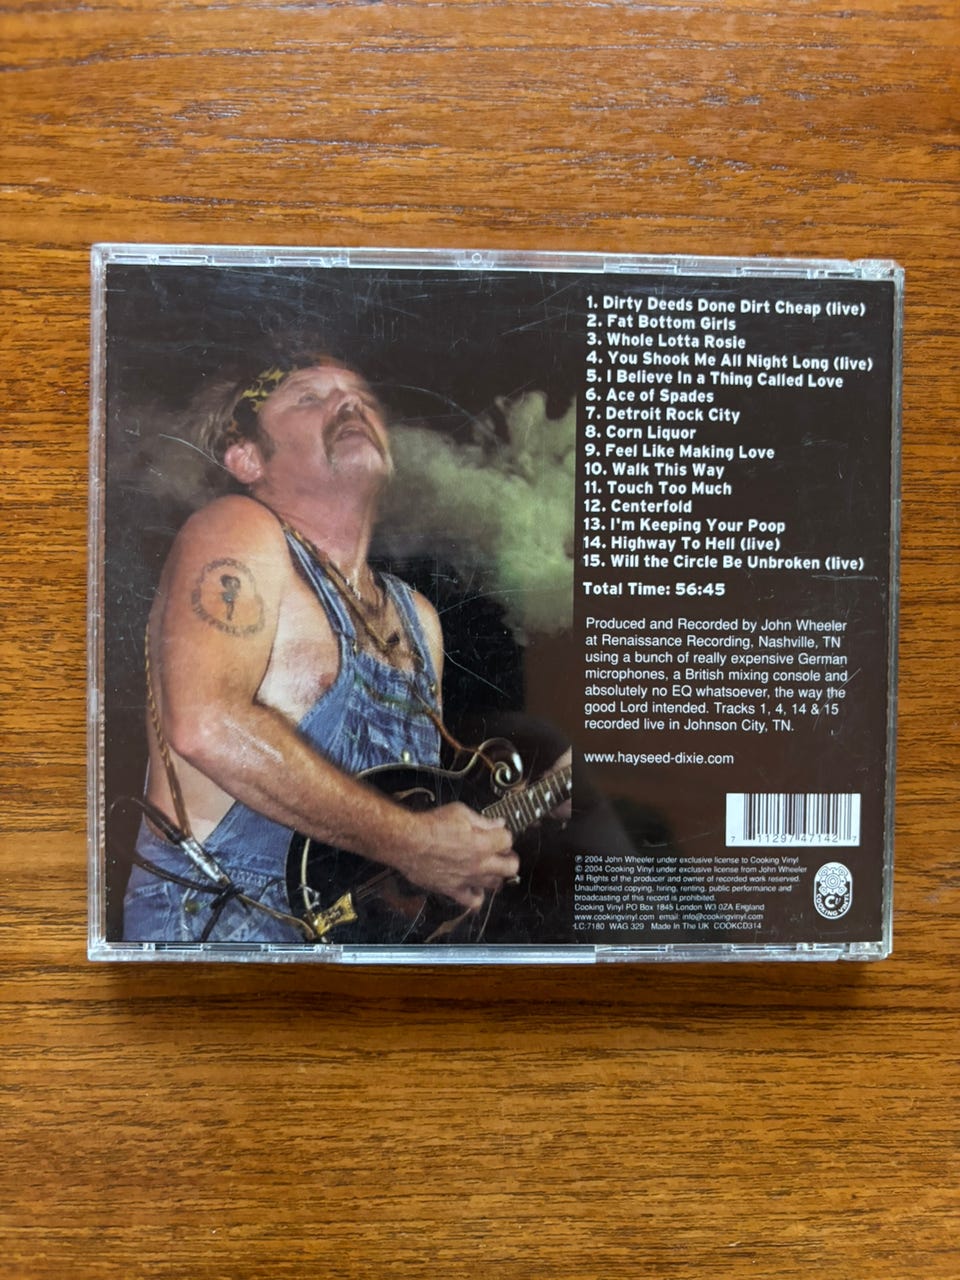 1. Dirty Deeds Done Dirt Cheap (live)
2. Fat Bottom Girls
3. Whole Lotta Rosie
4. You Shook Me All Night Long (live)
5. I Believe In a Thing Called Love
6. Ace of Spades
7. Detroit Rock City
8. Corn Liquor
9. Feel Like Making Love
10. Walk This Way
11. Touch Too Much
12. Centerfold
13. I'm Keeping Your Poop
14. Highway To Hell (live)
15. Will the Circle Be Unbroken (live)
Total Time: 56:45
Produced and Recorded by John Wheeler
at Renaissance Recording, Nashville, TN
using a bunch of really expensive German
microphones, a British mixing console and
absolutely no EQ whatsoever, the way the
good Lord intended. Tracks 1, 4, 14 & 15
recorded live in Johnson City, TN.
www.hayseed-dixie.com
7 11297 47142 7
℗ 2004 John Wheeler under exclusive license to Cooking Vinyl
© 2004 Cooking Vinyl under exclusive license from John Wheeler
All Rights of the producer and owner of recorded work reserved.
Unauthorised copying, hiring, renting, public performance and
broadcasting of this record is prohibited.
Cooking Vinyl PO Box 1845 London W3 0ZA England
www.cookingvinyl.com email: info@cookingvinyl.com
LC:7180 WAG 329 Made In The UK COOKCD314
COOKING VINYL